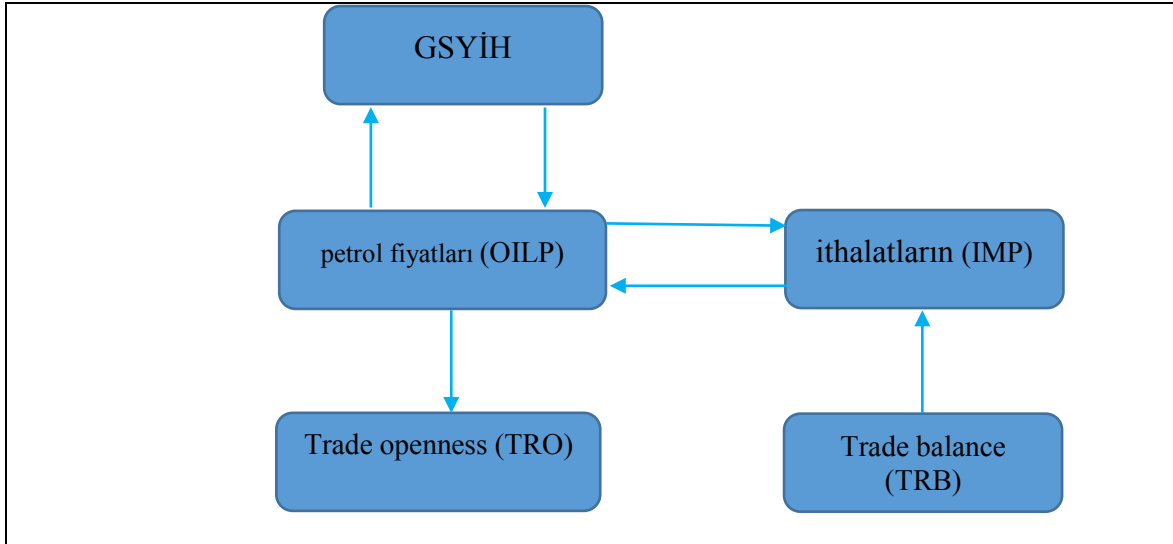 GSYİH
petrol fiyatları (OILP)
ithalatların (IMP)
Trade openness (TRO)
Trade balance
(TRB)